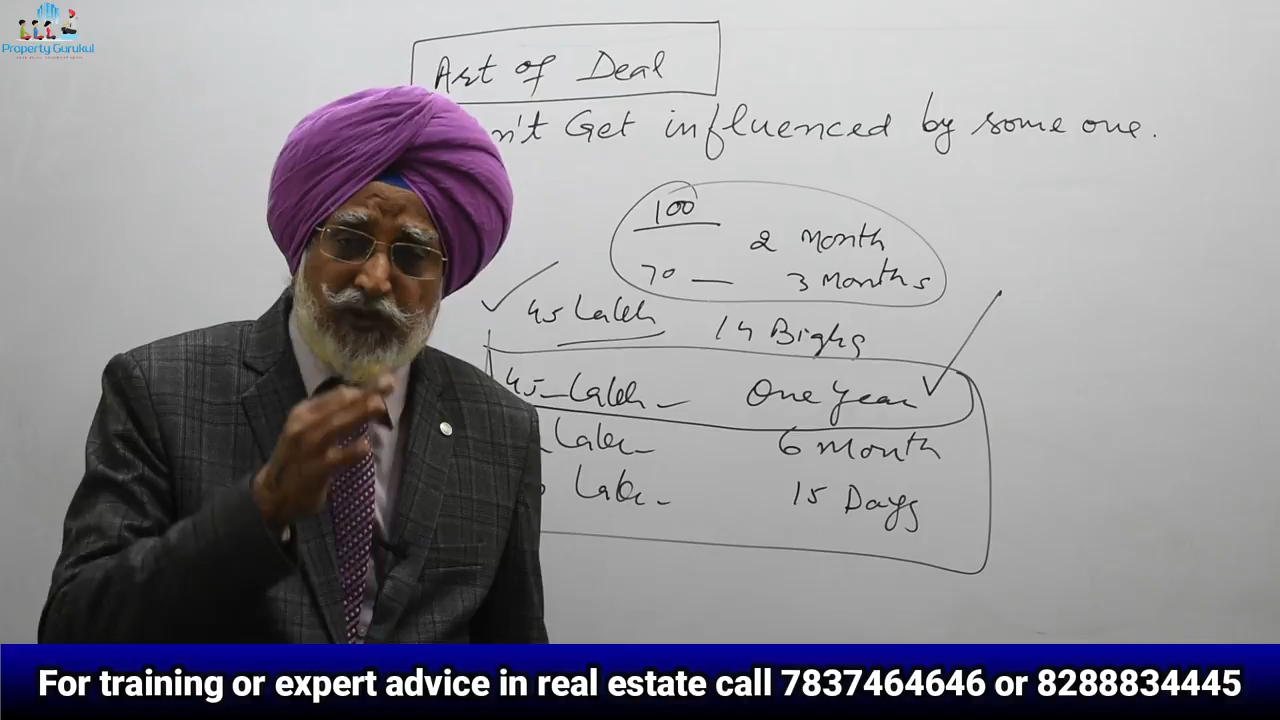 Property Gurukul
Art of Deal
n't Get influenced by some one.
100
2 Month
70 — 3 Months
45 Lakh 14 Bigha
45 - Lakh - One Year
Lakh - 6 Month
Lakh - 15 Days
For training or expert advice in real estate call 7837464646 or 8288834445